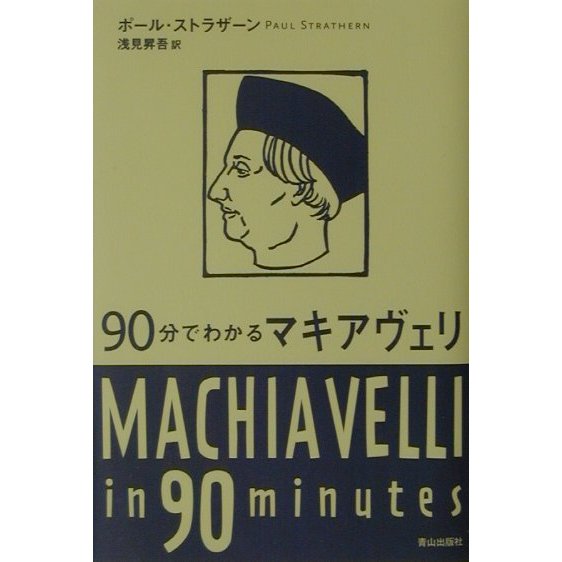 ポール・ストラザーン PAUL STRATHERN
浅見昇吾 訳
90分でわかるマキアヴェリ
MACHIAVELLI
in 90 minutes
青山出版社